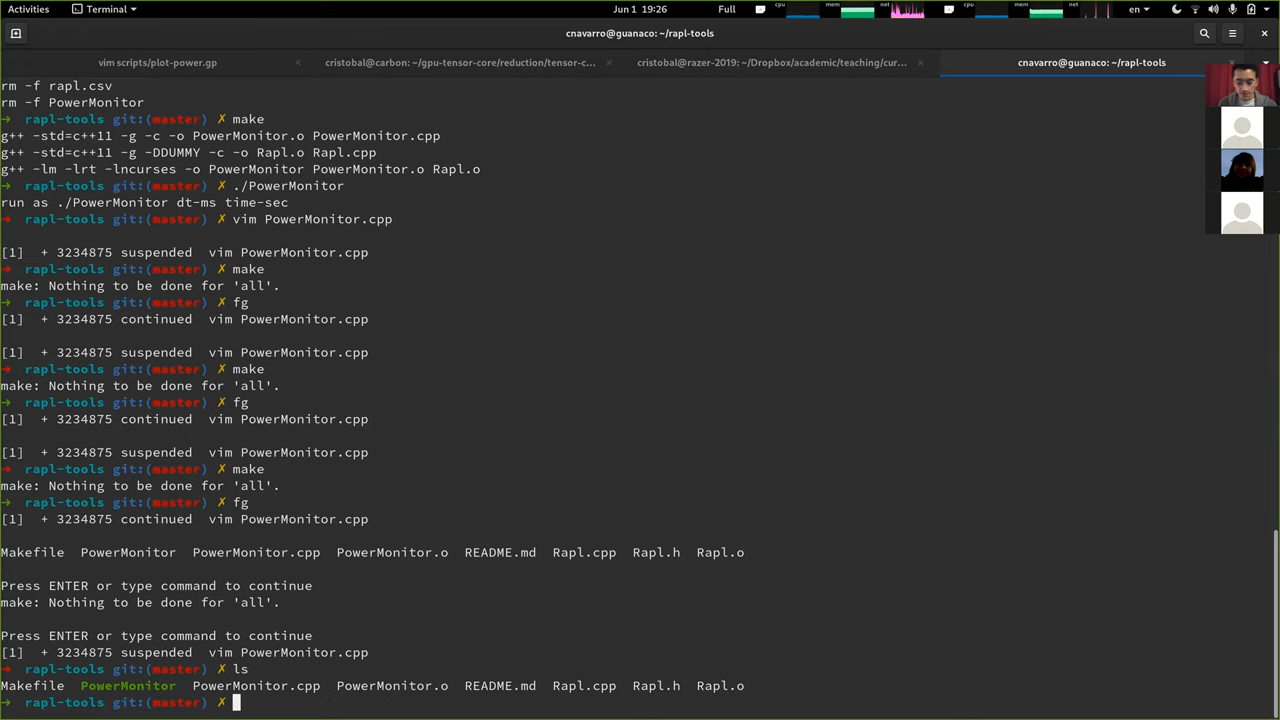 Activities
Terminal
Jun 1 19:26
Full
cpu
mem
net
cpu
mem
net
en
cnavarro@guanaco: ~/rapl-tools
vim scripts/plot-power.gp
cristobal@carbon: ~/gpu-tensor-core/reduction/tensor-c...
cristobal@razer-2019: ~/Dropbox/academic/teaching/cur...
cnavarro@guanaco: ~/rapl-tools
rm -f rapl.csv
rm -f PowerMonitor
→ rapl-tools git:(master) ✗ make
g++ -std=c++11 -g -c -o PowerMonitor.o PowerMonitor.cpp
g++ -std=c++11 -g -DDUMMY -c -o Rapl.o Rapl.cpp
g++ -lm -lrt -lncurses -o PowerMonitor PowerMonitor.o Rapl.o
→ rapl-tools git:(master) ✗ ./PowerMonitor
run as ./PowerMonitor dt-ms time-sec
→ rapl-tools git:(master) ✗ vim PowerMonitor.cpp
[1]  + 3234875 suspended  vim PowerMonitor.cpp
→ rapl-tools git:(master) ✗ make
make: Nothing to be done for 'all'.
→ rapl-tools git:(master) ✗ fg
[1]  + 3234875 continued  vim PowerMonitor.cpp
[1]  + 3234875 suspended  vim PowerMonitor.cpp
→ rapl-tools git:(master) ✗ make
make: Nothing to be done for 'all'.
→ rapl-tools git:(master) ✗ fg
[1]  + 3234875 continued  vim PowerMonitor.cpp
[1]  + 3234875 suspended  vim PowerMonitor.cpp
→ rapl-tools git:(master) ✗ make
make: Nothing to be done for 'all'.
→ rapl-tools git:(master) ✗ fg
[1]  + 3234875 continued  vim PowerMonitor.cpp
Makefile  PowerMonitor  PowerMonitor.cpp  PowerMonitor.o  README.md  Rapl.cpp  Rapl.h  Rapl.o
Press ENTER or type command to continue
make: Nothing to be done for 'all'.
Press ENTER or type command to continue
[1]  + 3234875 suspended  vim PowerMonitor.cpp
→ rapl-tools git:(master) ✗ ls
Makefile  PowerMonitor  PowerMonitor.cpp  PowerMonitor.o  README.md  Rapl.cpp  Rapl.h  Rapl.o
→ rapl-tools git:(master) ✗